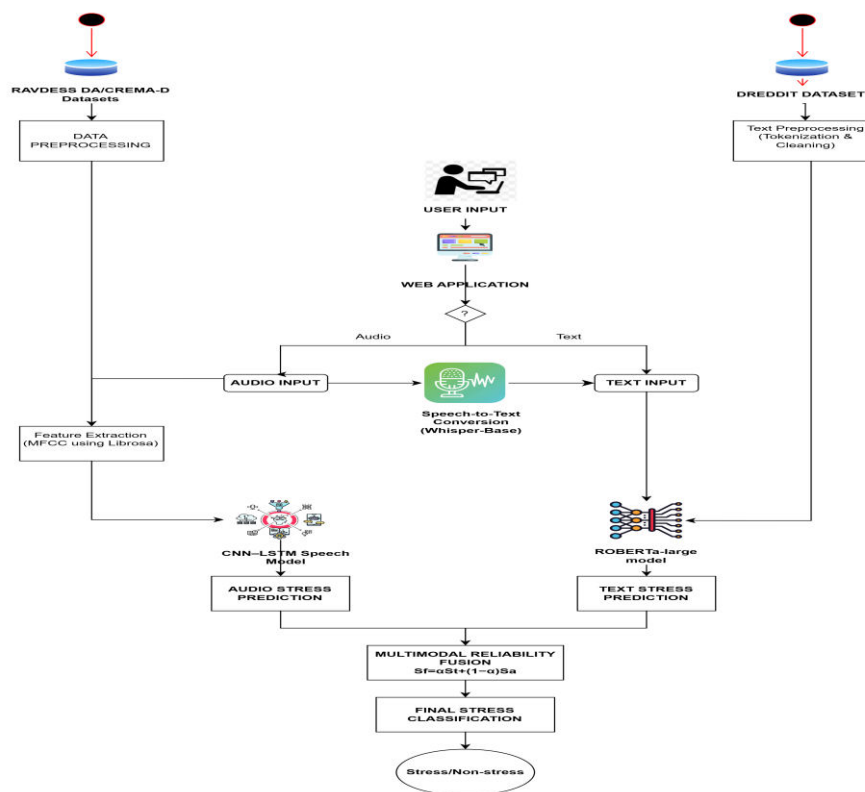 RAVDESS DA/CREMA-D
Datasets
DREDDIT DATASET
DATA
PREPROCESSING
Text Preprocessing
(Tokenization &
Cleaning)
USER INPUT
WEB APPLICATION
?
Audio
Text
AUDIO INPUT
TEXT INPUT
Speech-to-Text
Conversion
(Whisper-Base)
Feature Extraction
(MFCC using Librosa)
CNN–LSTM Speech
Model
ROBERTa-large
model
AUDIO STRESS
PREDICTION
TEXT STRESS
PREDICTION
MULTIMODAL RELIABILITY
FUSION
Sf=αSt+(1−α)Sa
FINAL STRESS
CLASSIFICATION
Stress/Non-stress